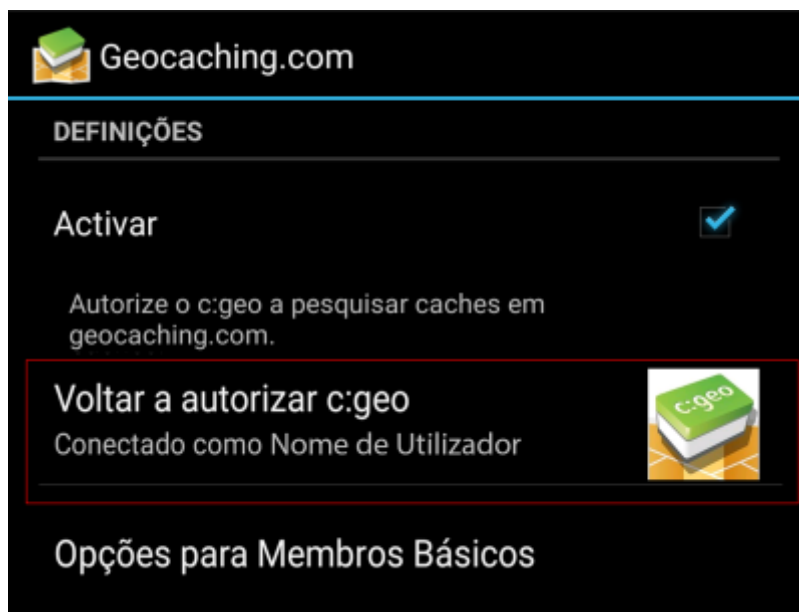 Geocaching.com
DEFINIÇÕES
Activar
Autorize o c:geo a pesquisar caches em
geocaching.com.
Voltar a autorizar c:geo
c:geo
Conectado como Nome de Utilizador
Opções para Membros Básicos